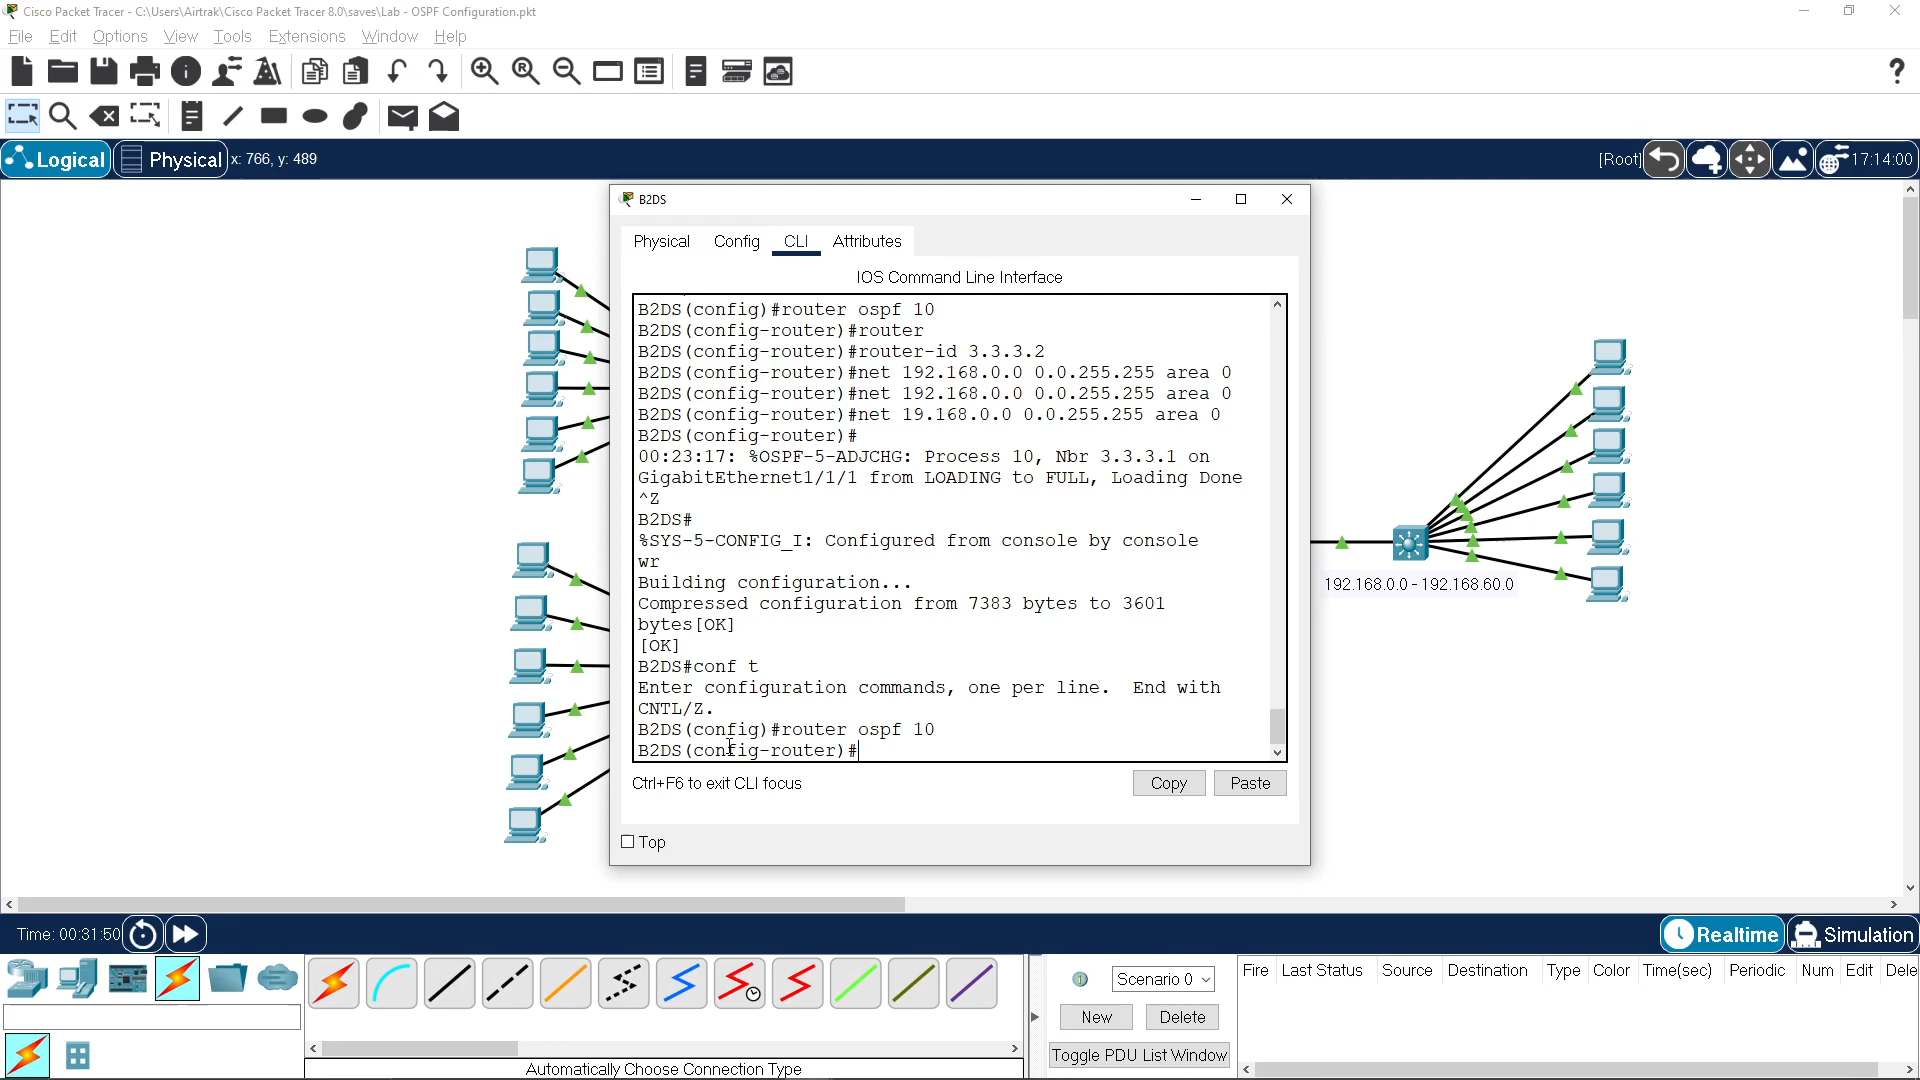 Cisco Packet Tracer - C:\Users\Airtrak\Cisco Packet Tracer 8.0\saves\Lab - OSPF Configuration.pkt
File Edit Options View Tools Extensions Window Help
Logical Physical x: 766, y: 489 [Root] 17:14:00
B2DS
Physical Config CLI Attributes
IOS Command Line Interface
B2DS(config)#router ospf 10
B2DS(config-router)#router
B2DS(config-router)#router-id 3.3.3.2
B2DS(config-router)#net 192.168.0.0 0.0.255.255 area 0
B2DS(config-router)#net 192.168.0.0 0.0.255.255 area 0
B2DS(config-router)#net 19.168.0.0 0.0.255.255 area 0
B2DS(config-router)#
00:23:17: %OSPF-5-ADJCHG: Process 10, Nbr 3.3.3.1 on
GigabitEthernet1/1/1 from LOADING to FULL, Loading Done
^Z
B2DS#
%SYS-5-CONFIG_I: Configured from console by console
wr
Building configuration...
Compressed configuration from 7383 bytes to 3601
bytes[OK]
[OK]
B2DS#conf t
Enter configuration commands, one per line. End with
CNTL/Z.
B2DS(config)#router ospf 10
B2DS(config-router)#
Ctrl+F6 to exit CLI focus Copy Paste
Top
192.168.0.0 - 192.168.60.0
Time: 00:31:50 Realtime Simulation
Scenario 0
New Delete
Toggle PDU List Window
Fire Last Status Source Destination Type Color Time(sec) Periodic Num Edit Dele
Automatically Choose Connection Type